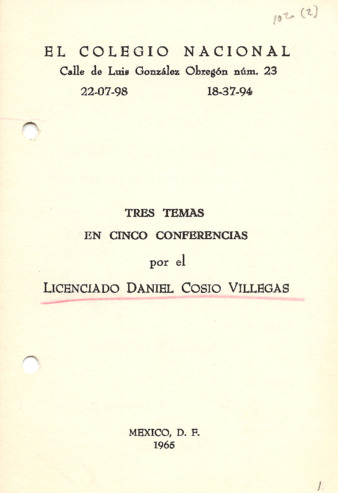 1020 (2)
EL COLEGIO NACIONAL
Calle de Luis González Obregón núm. 23
22-07-98 18-37-94
TRES TEMAS
EN CINCO CONFERENCIAS
por el
LICENCIADO DANIEL COSIO VILLEGAS
MEXICO, D. F.
1965
1